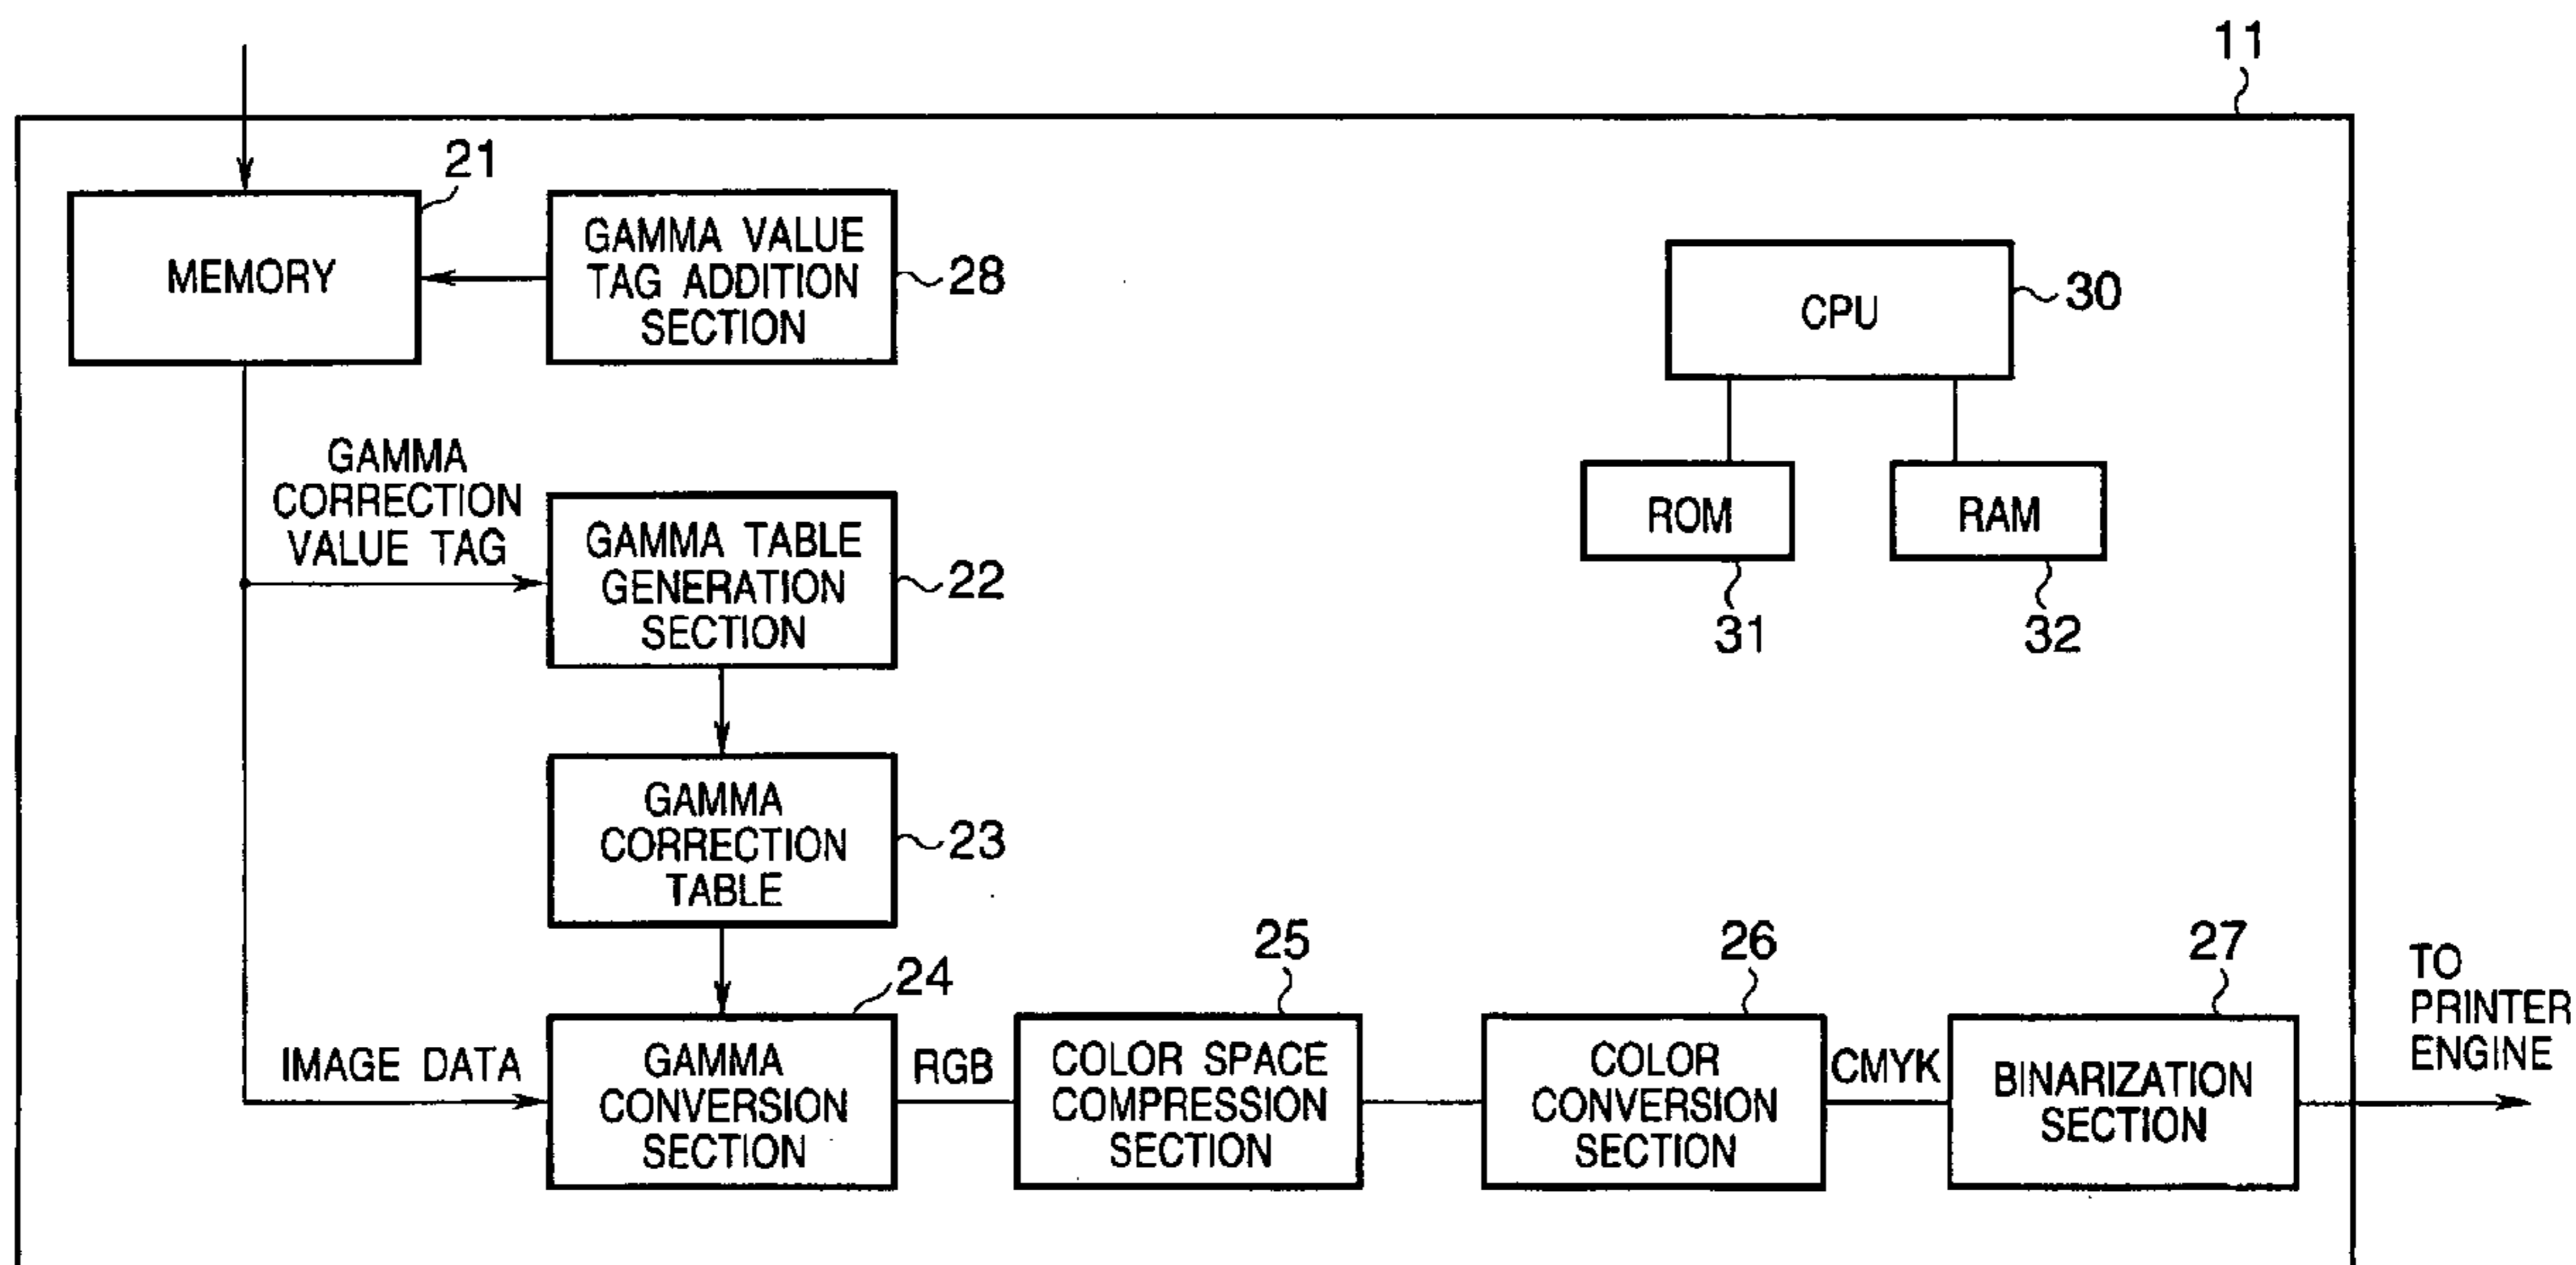 11
21
MEMORY
GAMMA VALUE
TAG ADDITION
SECTION
28
CPU
30
ROM
RAM
31
32
GAMMA
CORRECTION
VALUE TAG
GAMMA TABLE
GENERATION
SECTION
22
GAMMA
CORRECTION
TABLE
23
24
25
26
27
IMAGE DATA
GAMMA
CONVERSION
SECTION
RGB
COLOR SPACE
COMPRESSION
SECTION
COLOR
CONVERSION
SECTION
CMYK
BINARIZATION
SECTION
TO
PRINTER
ENGINE